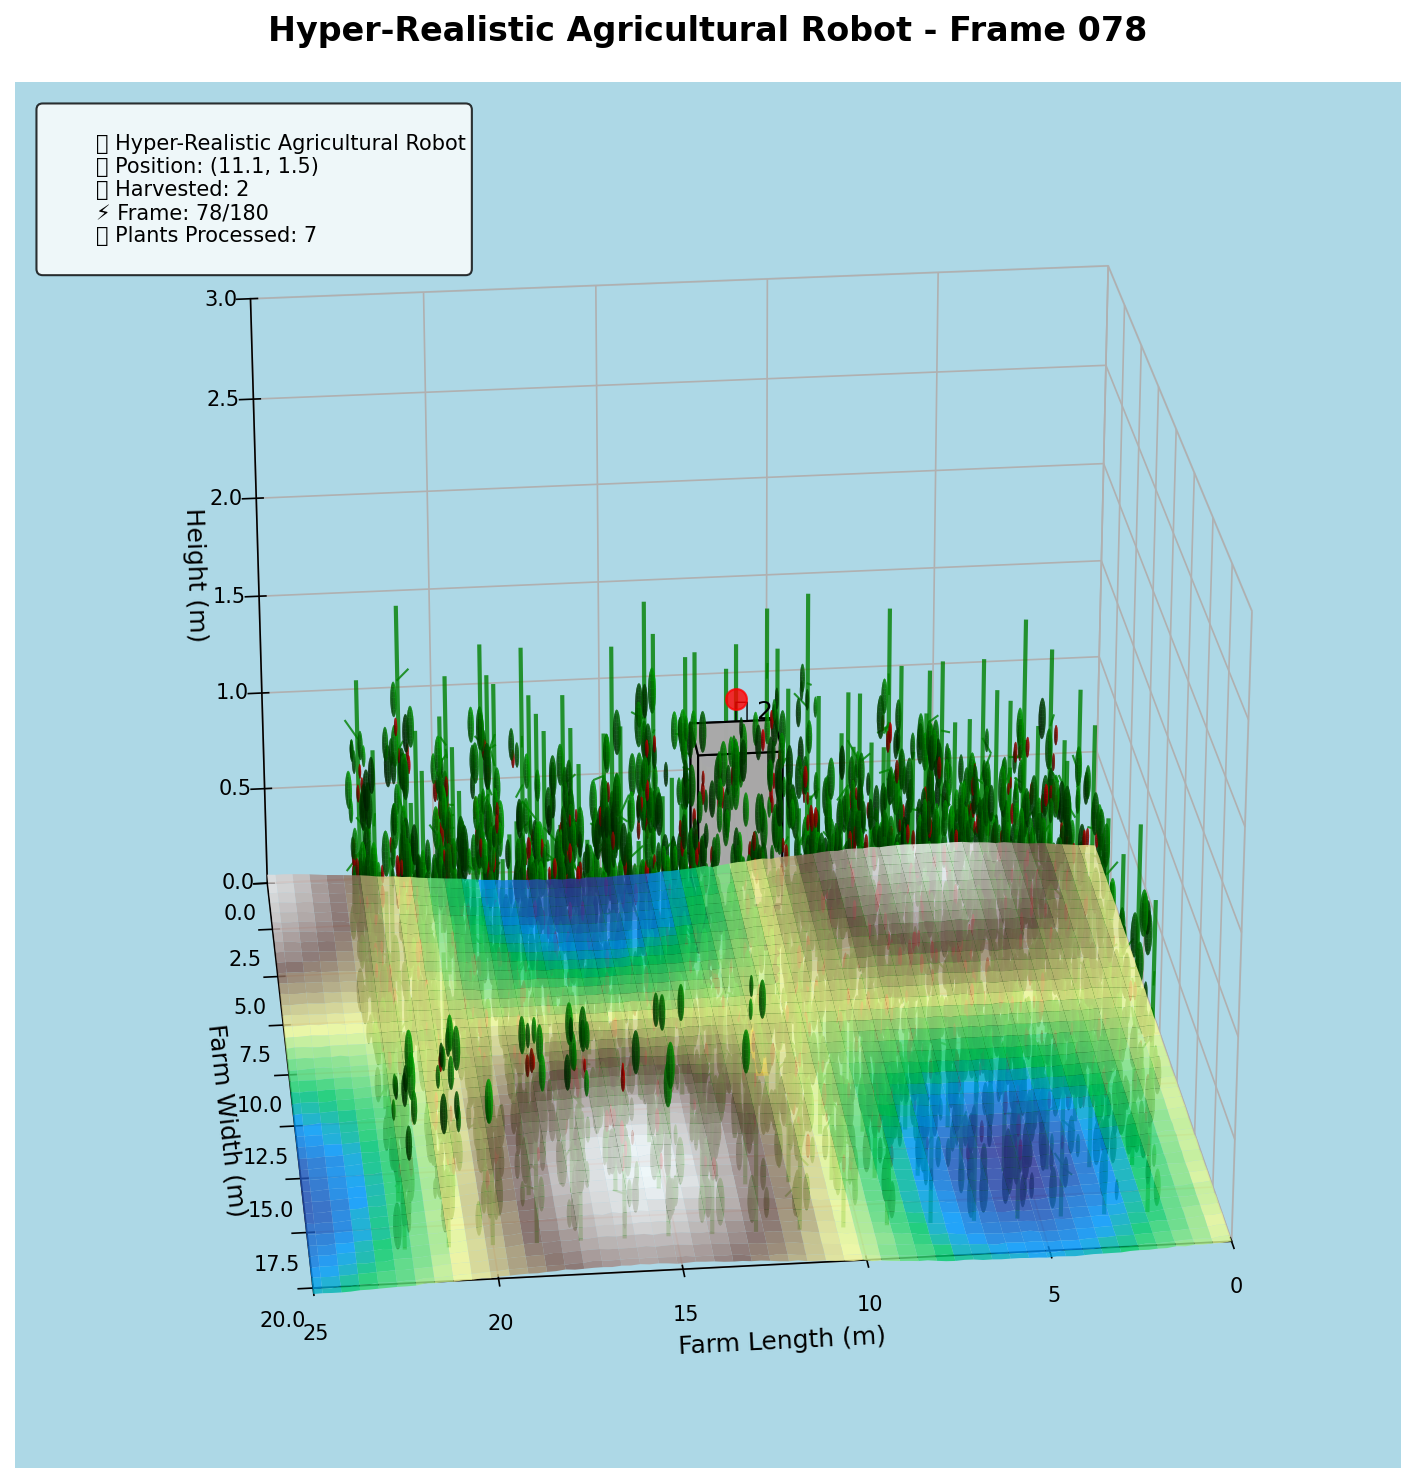 Hyper-Realistic Agricultural Robot - Frame 078
Hyper-Realistic Agricultural Robot
Position: (11.1, 1.5)
Harvested: 2
⚡ Frame: 78/180
Plants Processed: 7
3.0
2.5
2.0
1.5
1.0
0.5
0.0
Height (m)
2
0.0
2.5
5.0
7.5
10.0
12.5
15.0
17.5
20.0
Farm Width (m)
25
20
15
10
5
0
Farm Length (m)